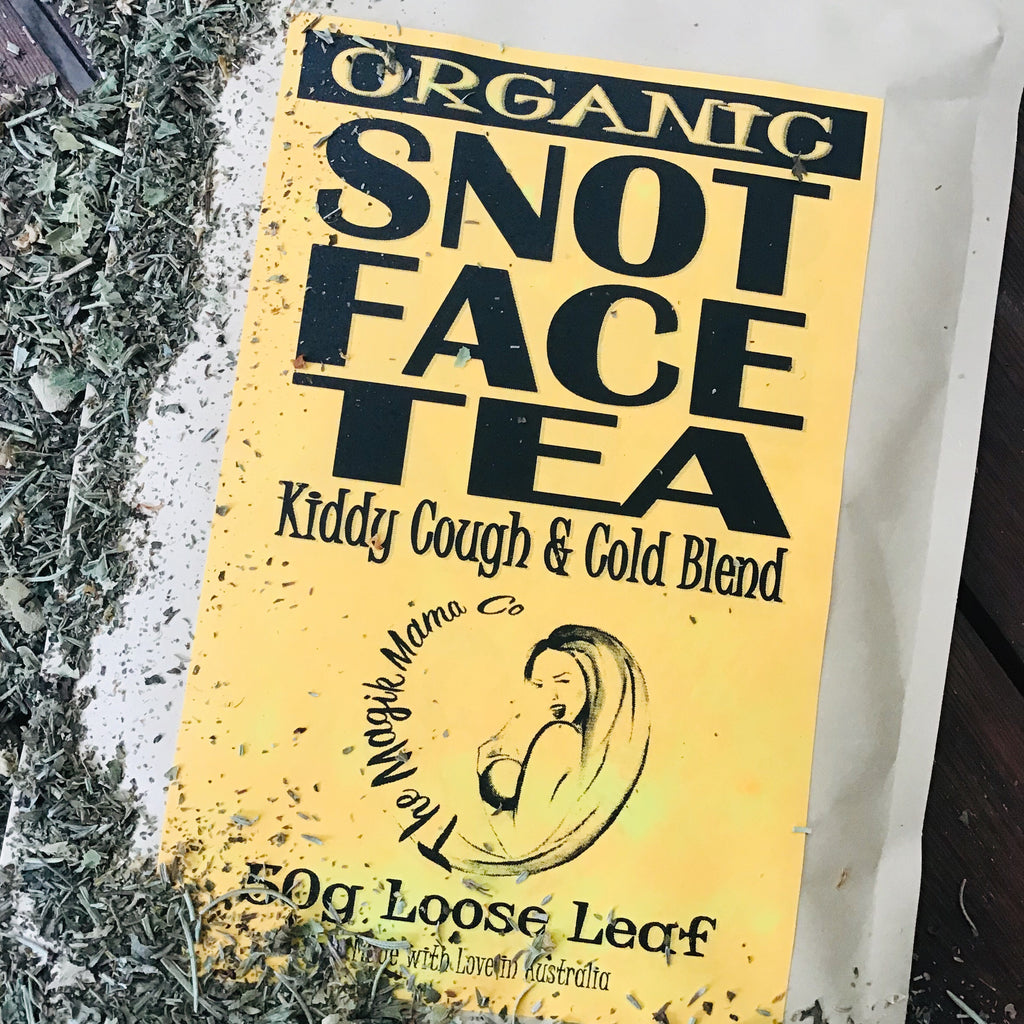 ORGANIC
SNOT
FACE
TEA
Kiddy Cough & Cold Blend
The Magik Mama Co
50g Loose Leaf
Made with Love in Australia